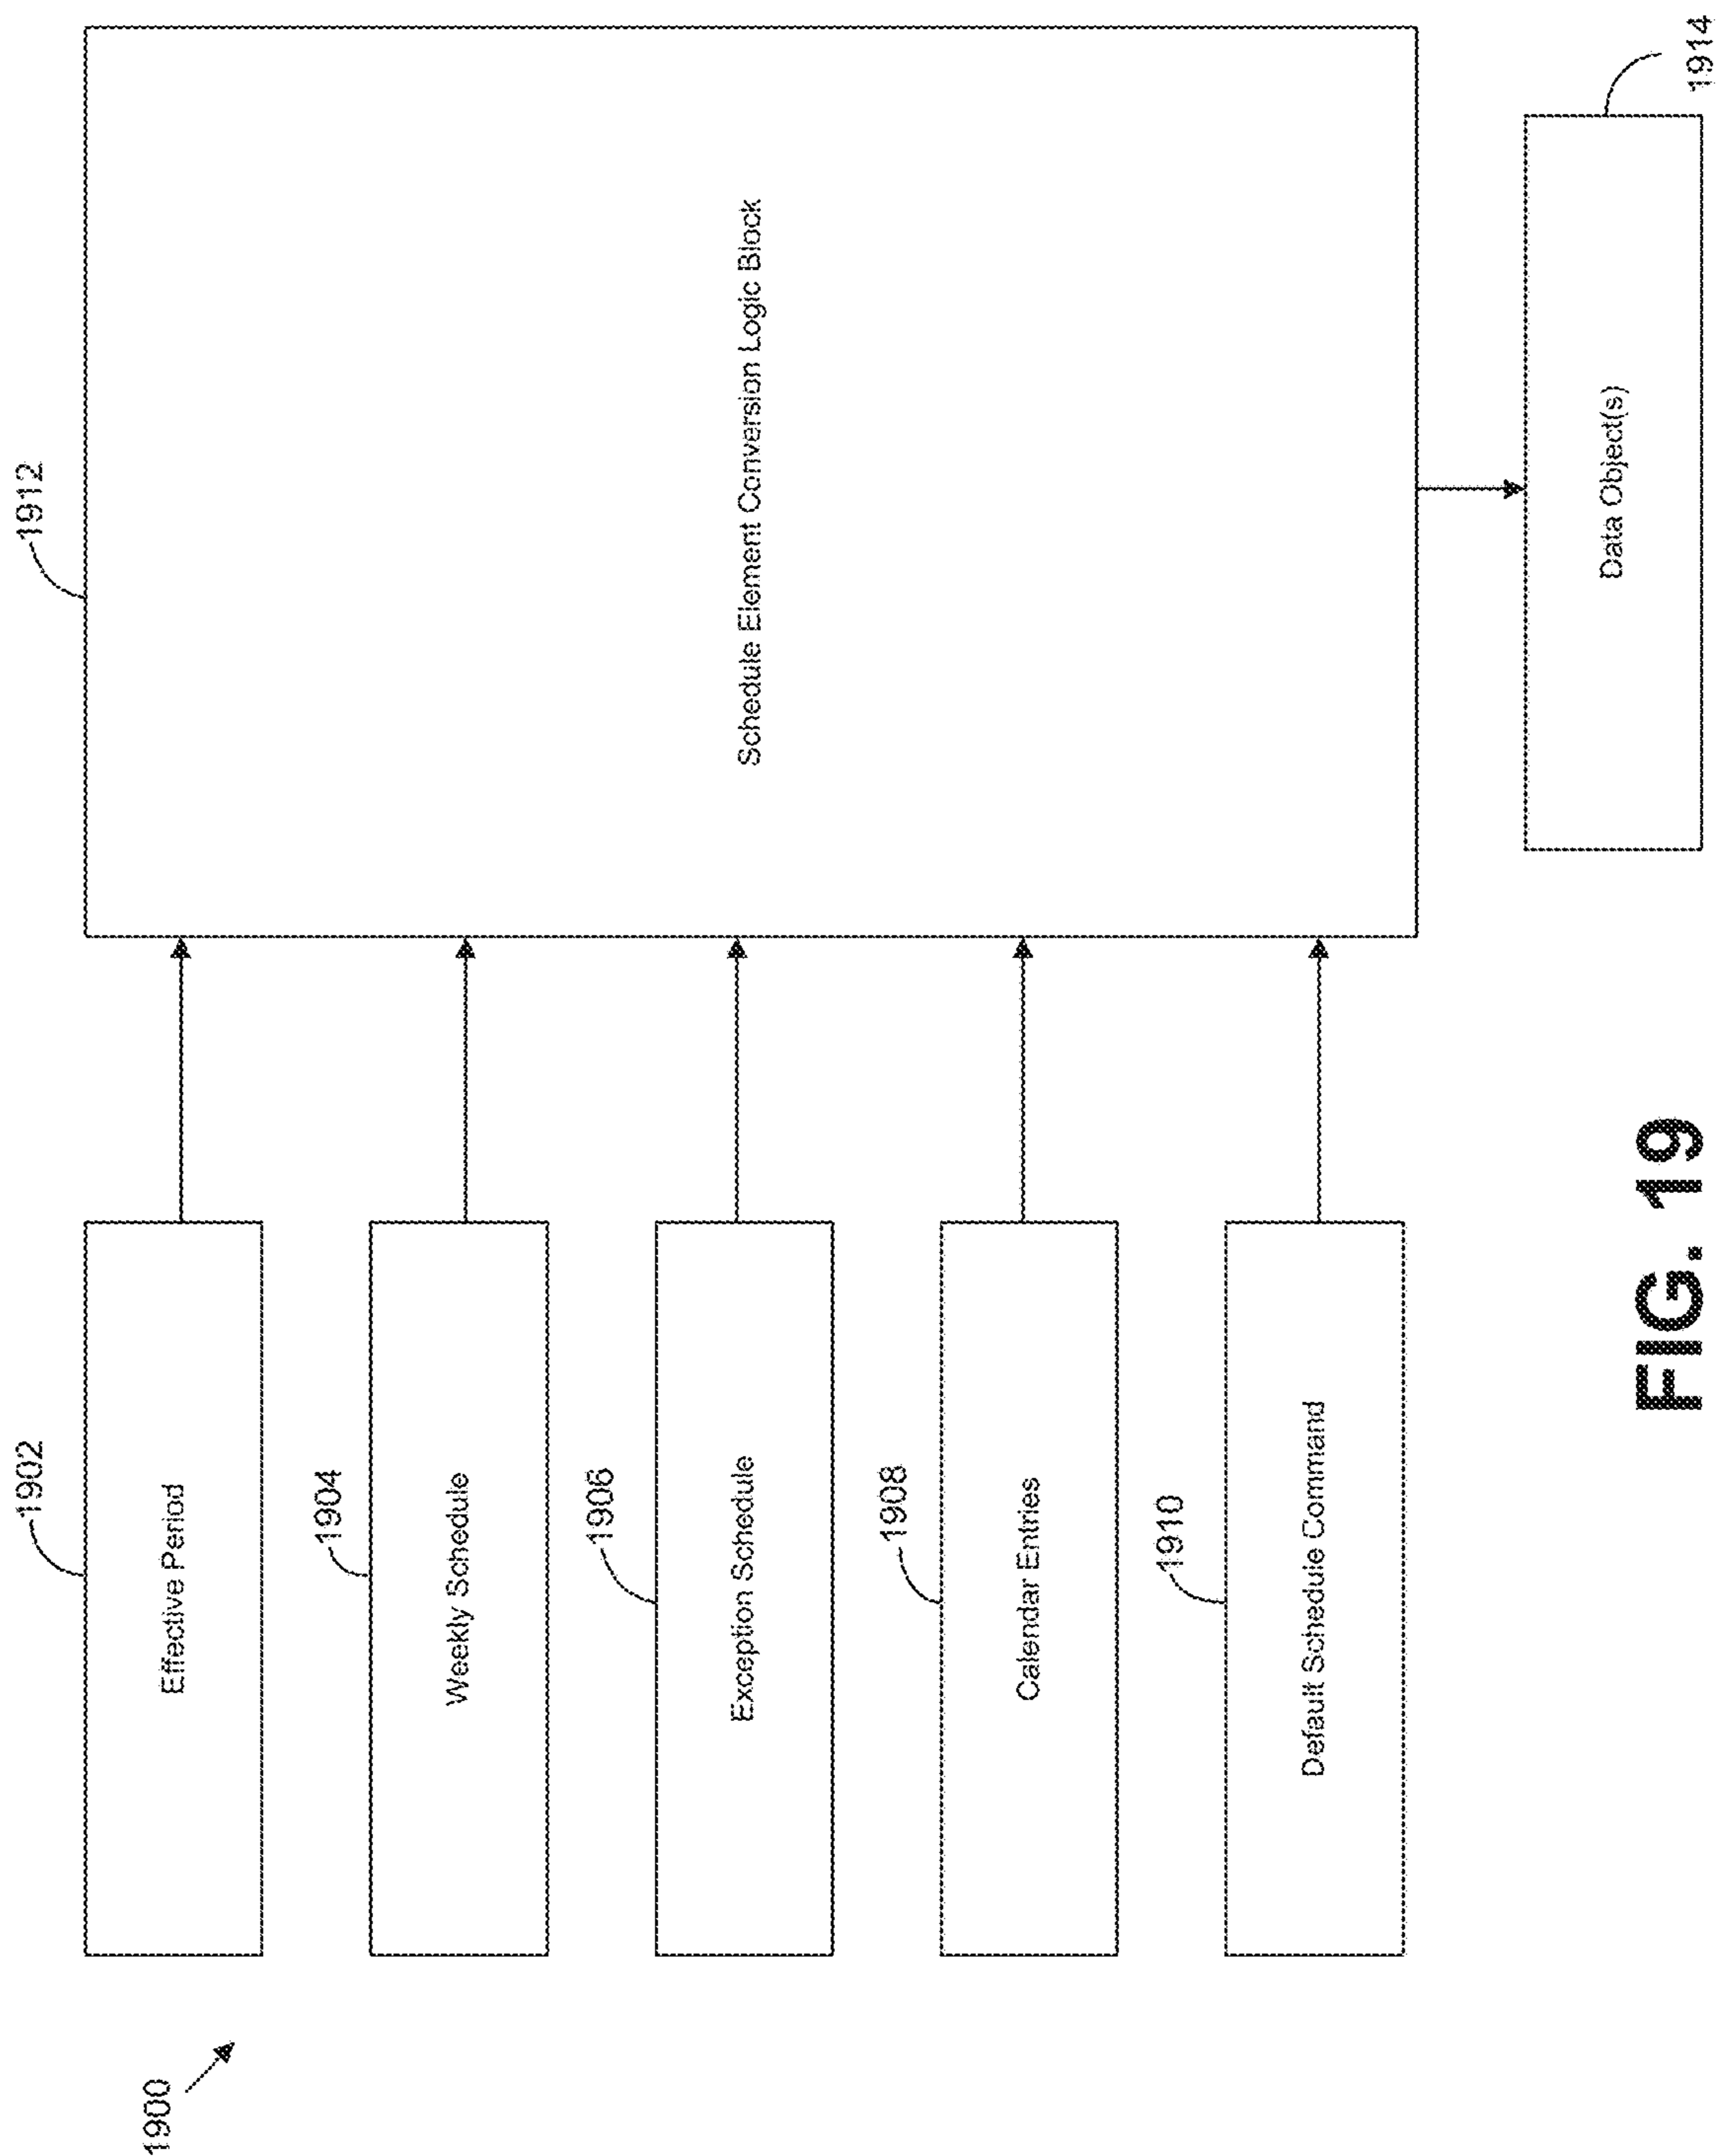 1900
1902
Effective Period
1904
Weekly Schedule
1906
Exception Schedule
1908
Calendar Entries
1910
Default Schedule Command
1912
Schedule Element Conversion Logic Block
Data Object(s)
1914
FIG. 19